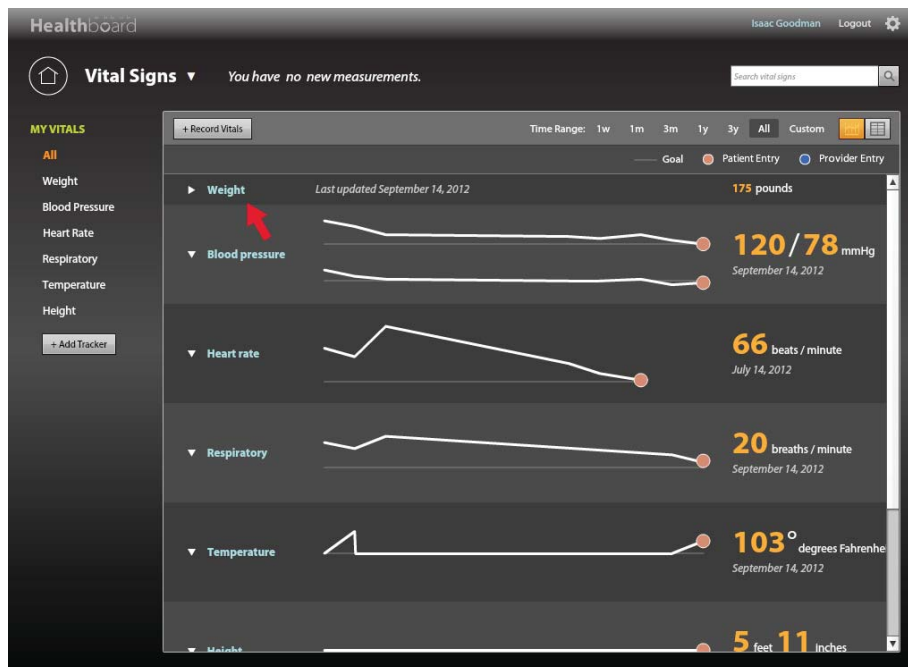 Healthboard
Isaac Goodman Logout
Vital Signs You have no new measurements.
Search vital signs
MY VITALS
All
Weight
Blood Pressure
Heart Rate
Respiratory
Temperature
Height
+ Add Tracker
+ Record Vitals Time Range: 1w 1m 3m 1y 3y All Custom
Goal Patient Entry Provider Entry
Weight Last updated September 14, 2012 175 pounds
Blood pressure 120/78 mmHg
September 14, 2012
Heart rate 66 beats / minute
July 14, 2012
Respiratory 20 breaths / minute
September 14, 2012
Temperature 103° degrees Fahrenhe
September 14, 2012
Height 5 feet 11 inches